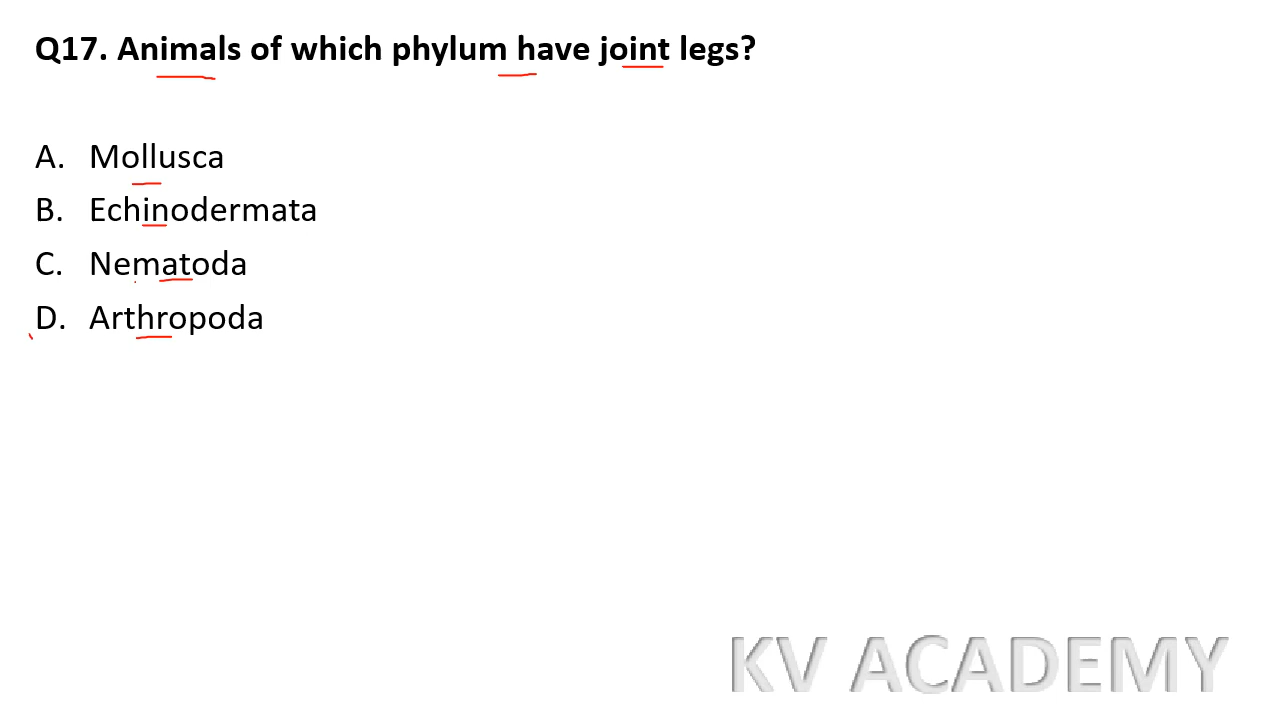 Q17. Animals of which phylum have joint legs?
A. Mollusca
B. Echinodermata
C. Nematoda
D. Arthropoda
KV ACADEMY